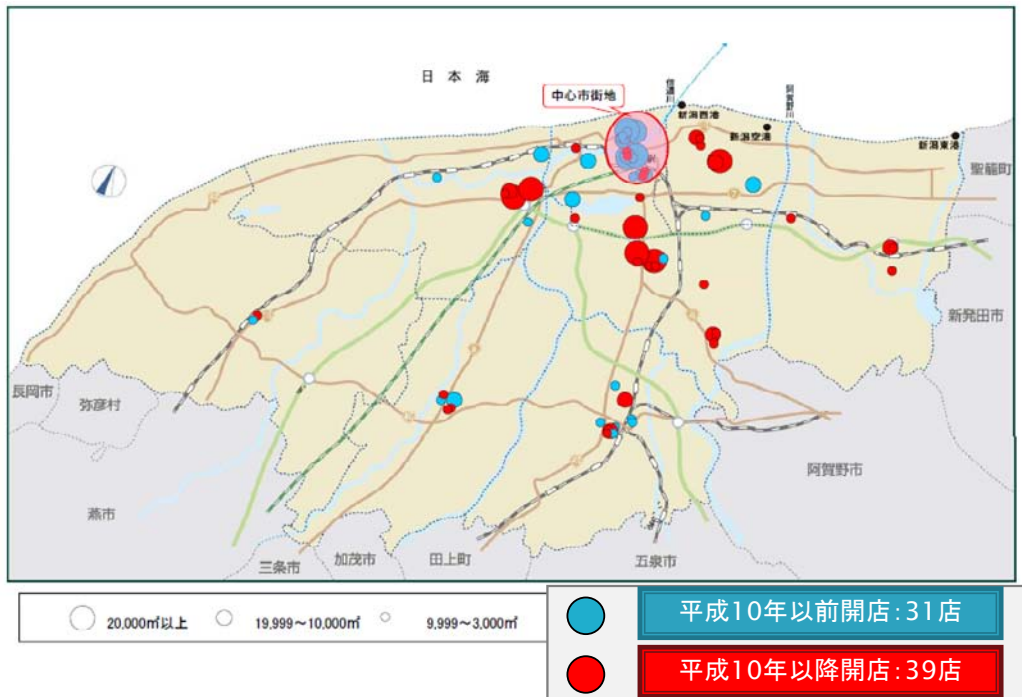 日本海
中心市街地
信濃川
新潟西港
阿賀野川
新潟空港
新潟東港
聖籠町
新発田市
長岡市
弥彦村
阿賀野市
燕市
三条市
加茂市
田上町
五泉市
20,000㎡以上
19,999～10,000㎡
9,999～3,000㎡
平成10年以前開店:31店
平成10年以降開店:39店